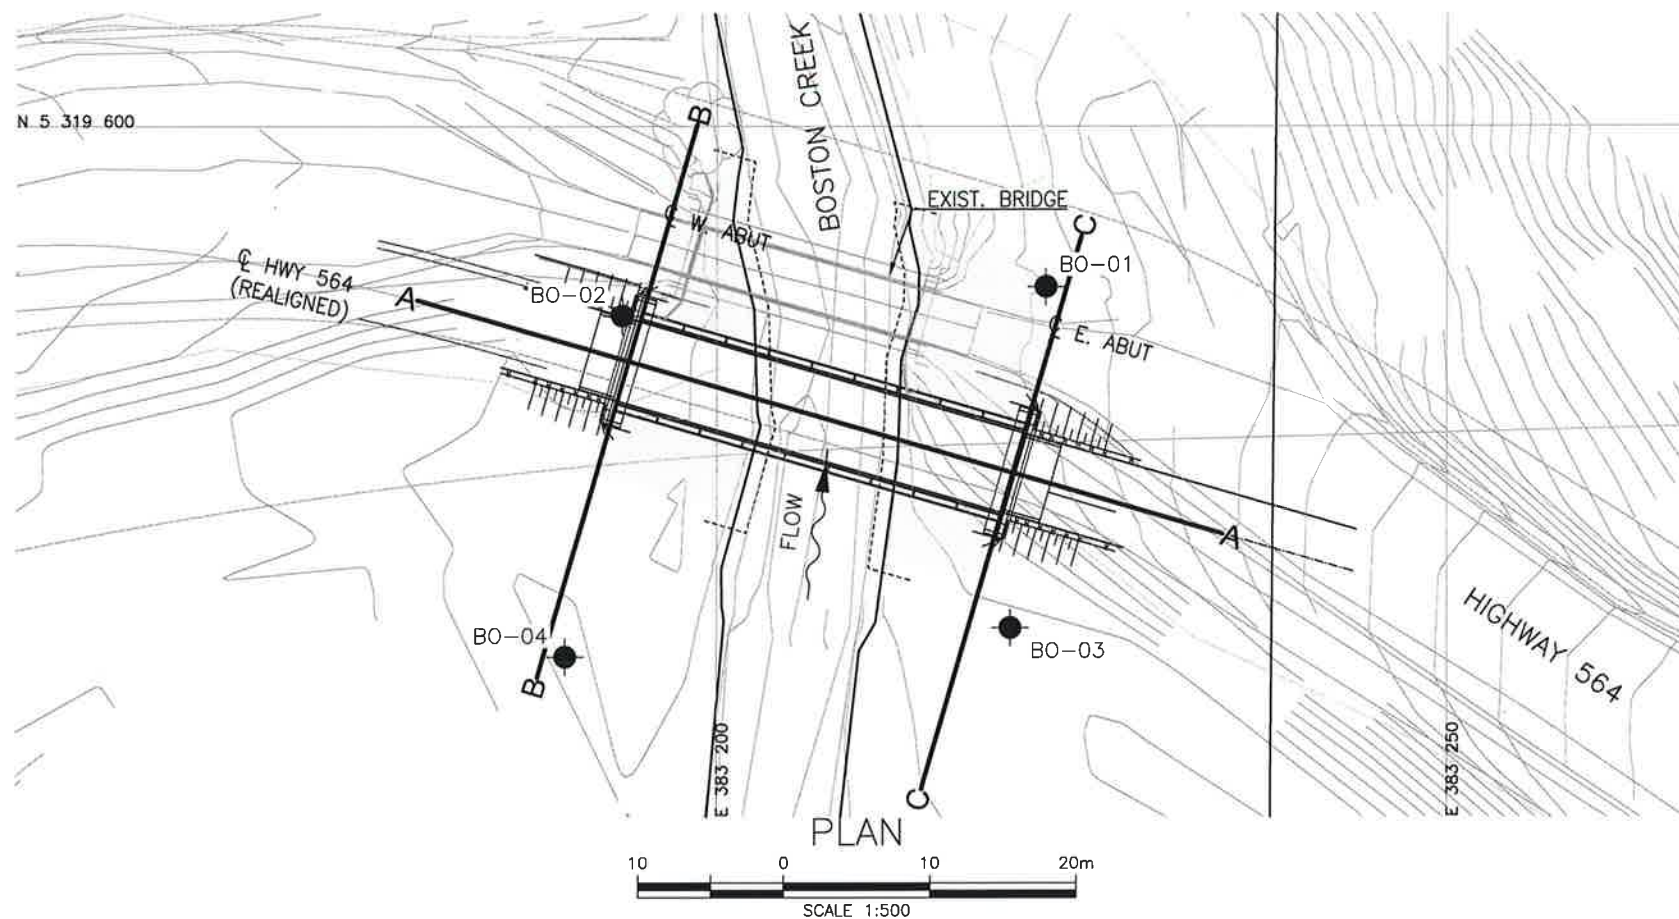 N 5 319 600
BOSTON CREEK
B
EXIST. BRIDGE
C
℄ W. ABUT
BO-01
℄ HWY 564
(REALIGNED)
BO-02
A
℄ E. ABUT
FLOW
A
HIGHWAY 564
BO-04
BO-03
B
E 383 200
E 383 250
C
PLAN
10 0 10 20m
SCALE 1:500